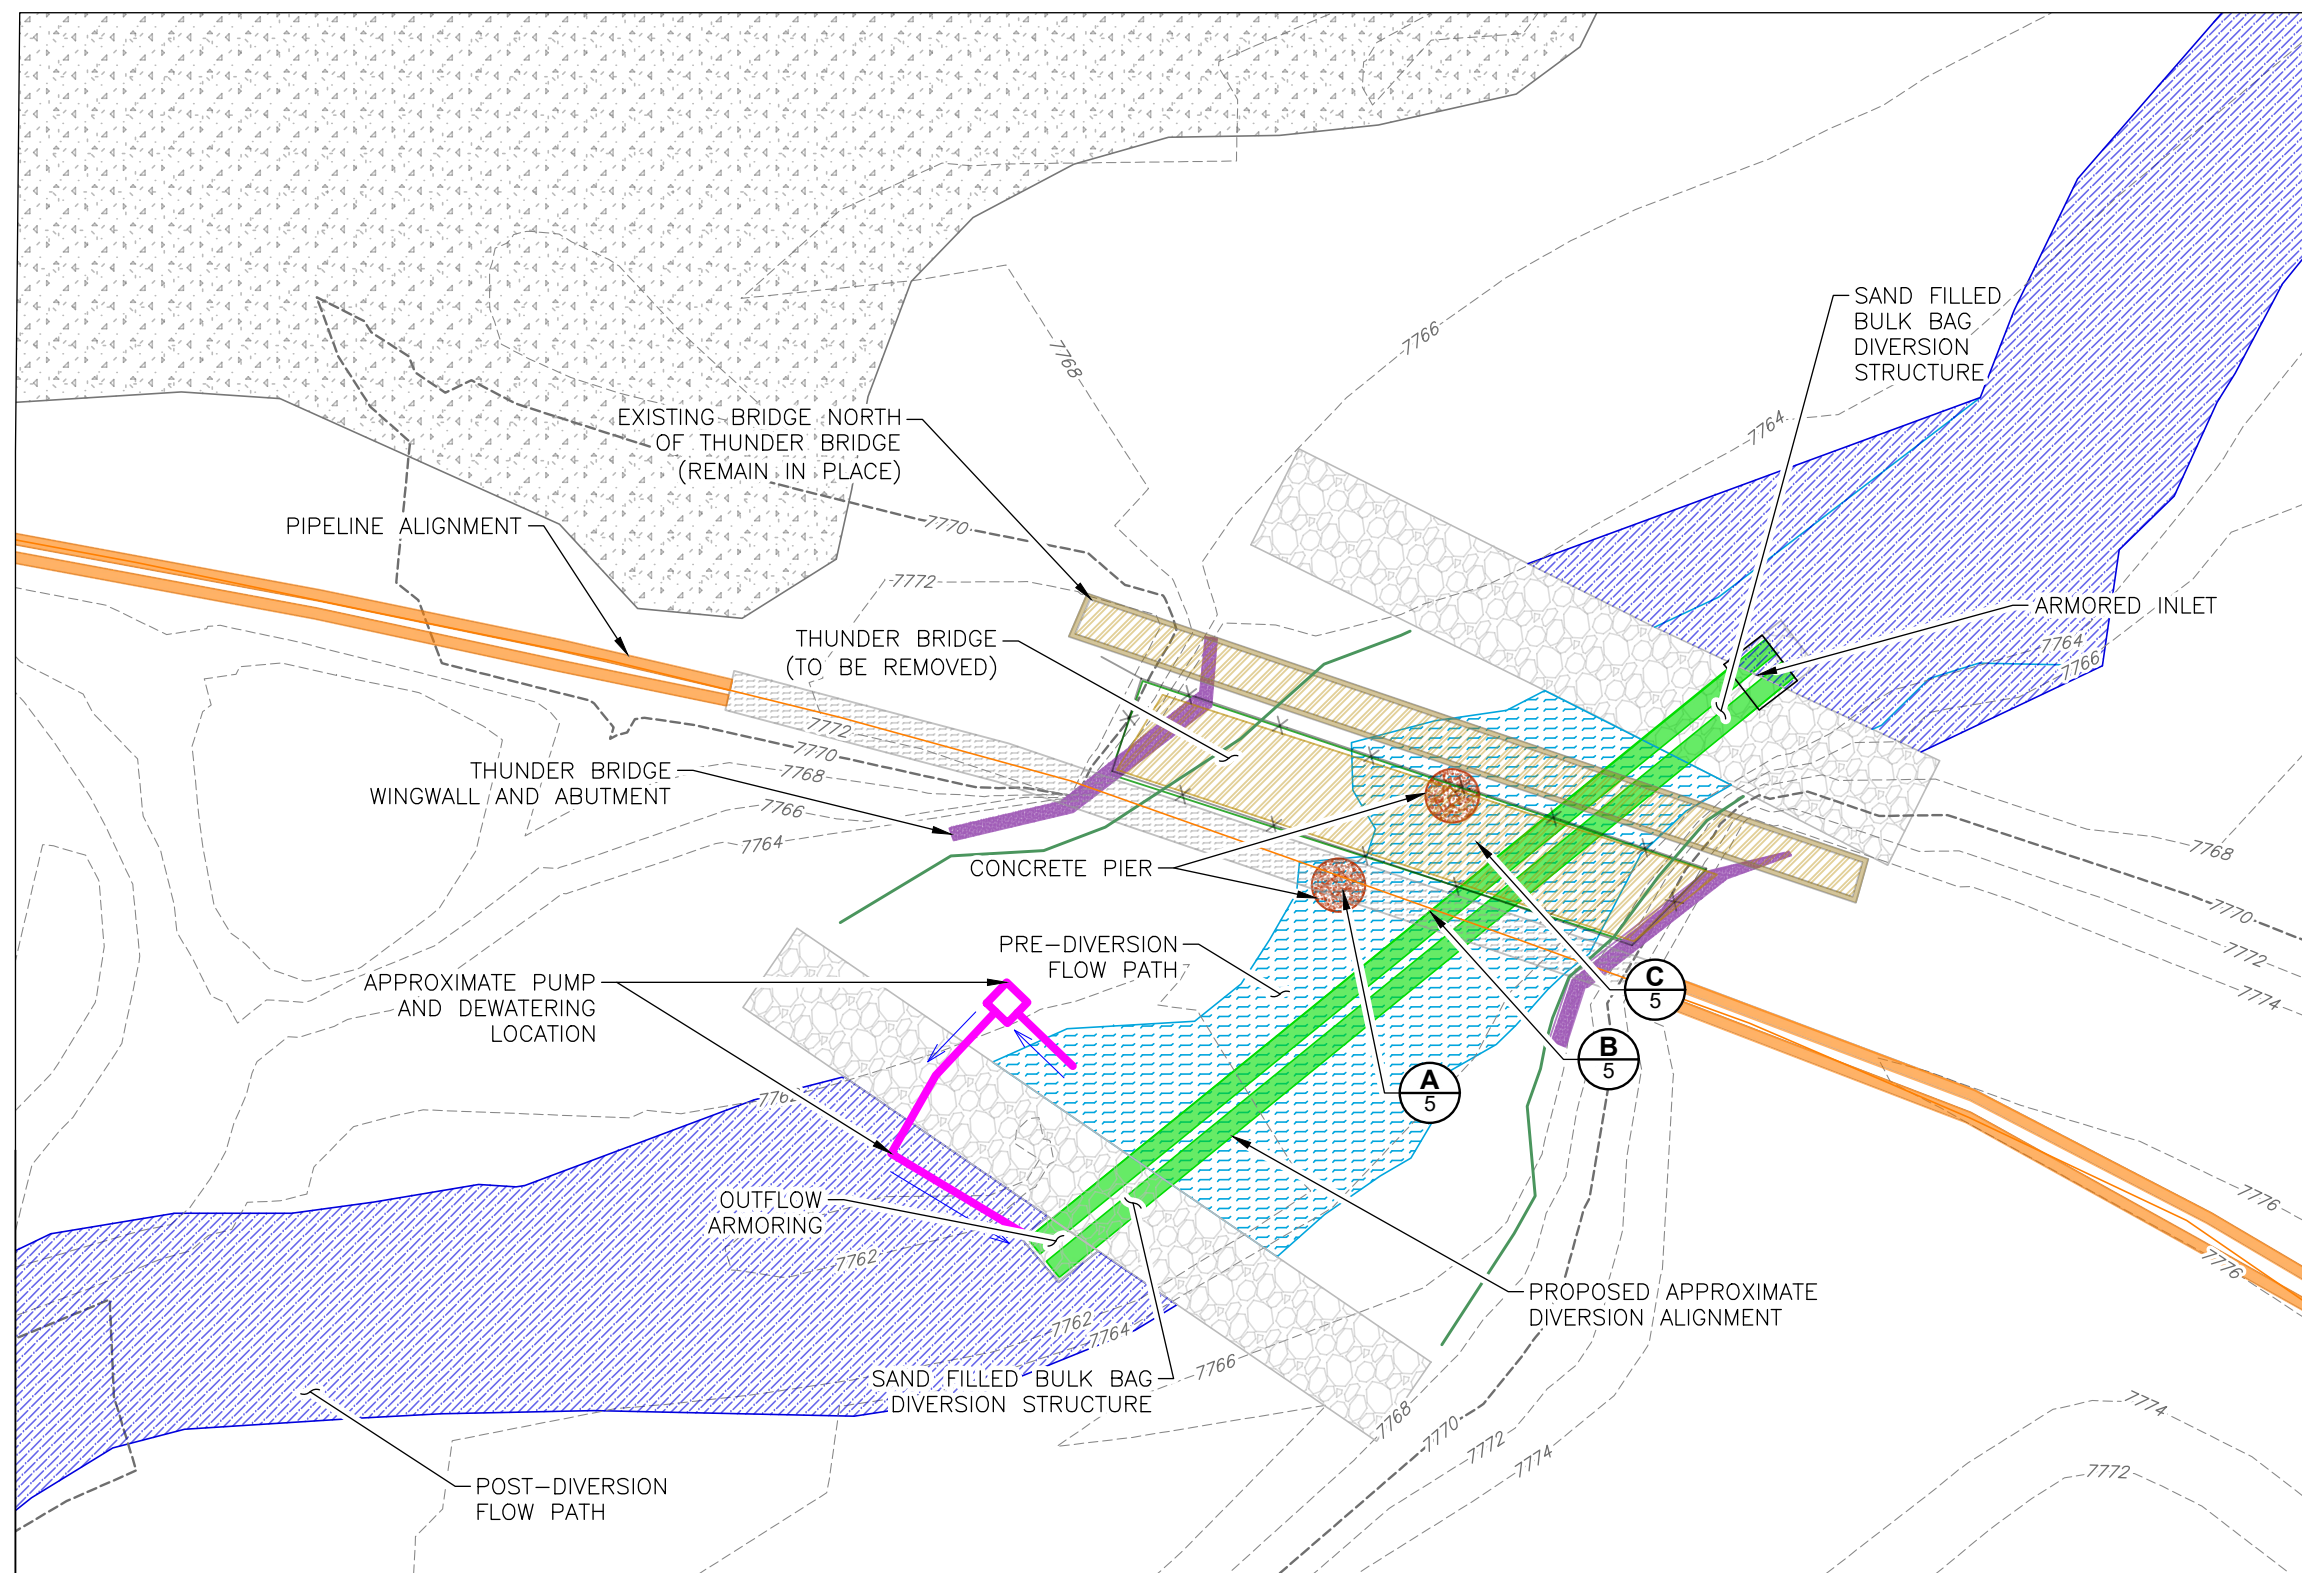 SAND FILLED
BULK BAG
DIVERSION
STRUCTURE
7766
7768
7764
EXISTING BRIDGE NORTH
OF THUNDER BRIDGE
(REMAIN IN PLACE)
PIPELINE ALIGNMENT
7770
7772
ARMORED INLET
7764
7766
THUNDER BRIDGE
(TO BE REMOVED)
7772
7770
7768
7766
7764
THUNDER BRIDGE
WINGWALL AND ABUTMENT
CONCRETE PIER
7768
7770
7772
7774
PRE-DIVERSION
FLOW PATH
APPROXIMATE PUMP
AND DEWATERING
LOCATION
C
5
B
5
A
5
7762
OUTFLOW
ARMORING
7762
7776
7776
PROPOSED APPROXIMATE
DIVERSION ALIGNMENT
7762
7764
7766
SAND FILLED BULK BAG
DIVERSION STRUCTURE
7768
7770
7772
7774
7774
7772
POST-DIVERSION
FLOW PATH